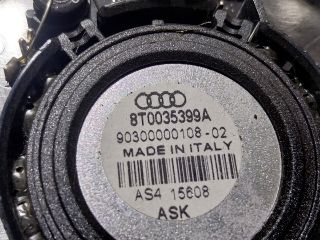 8T0035399A
90300000108-02
MADE IN ITALY
AS4 15608
ASK